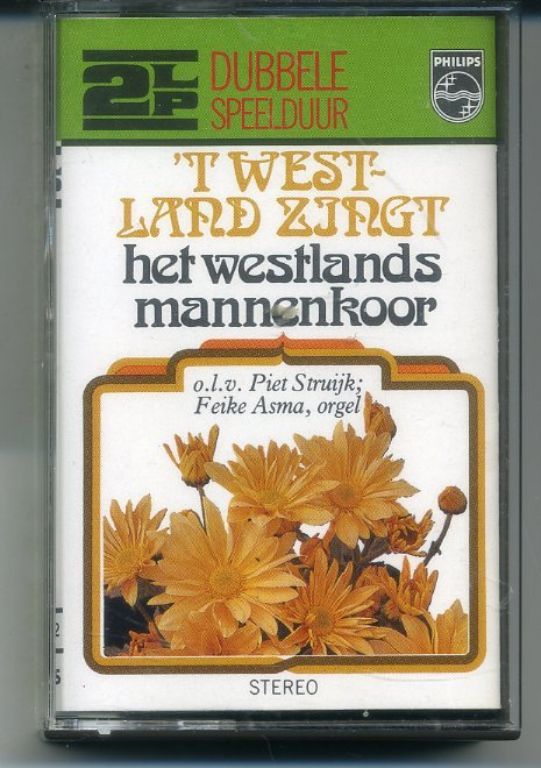 2LP
DUBBELE
SPEELDUUR
PHILIPS
'T WEST-
LAND ZINGT
het westlands
mannenkoor
o.l.v. Piet Struijk;
Feike Asma, orgel
STEREO